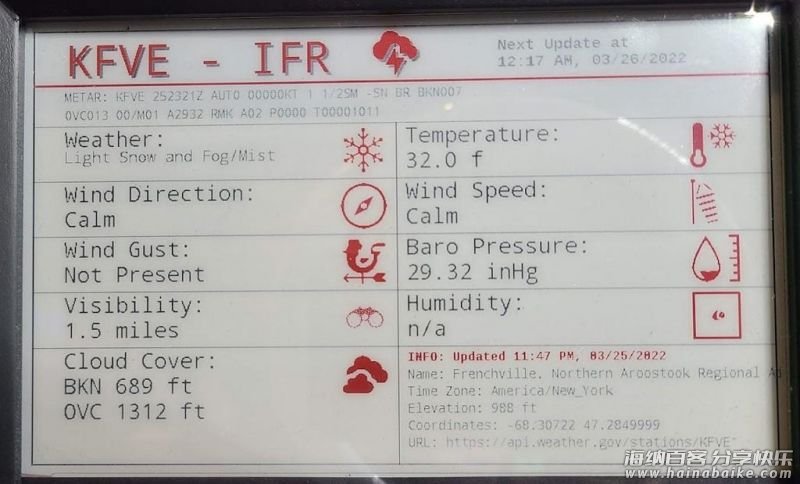 KFVE - IFR
Next Update at
12:17 AM, 03/26/2022
METAR: KFVE 252321Z AUTO 00000KT 1 1/2SM -SN BR BKN007
OVC013 00/M01 A2932 RMK A02 P0000 T00001011
Weather:
Light Snow and Fog/Mist
Temperature:
32.0 f
Wind Direction:
Calm
Wind Speed:
Calm
Wind Gust:
Not Present
Baro Pressure:
29.32 inHg
Visibility:
1.5 miles
Humidity:
n/a
Cloud Cover:
BKN 689 ft
OVC 1312 ft
INFO: Updated 11:47 PM, 03/25/2022
Name: Frenchville, Northern Aroostook Regional Ai
Time Zone: America/New_York
Elevation: 988 ft
Coordinates: -68.30722 47.2849999
URL: https://api.weather.gov/stations/KFVE
海纳百客 分享快乐
www.hainabaike.com